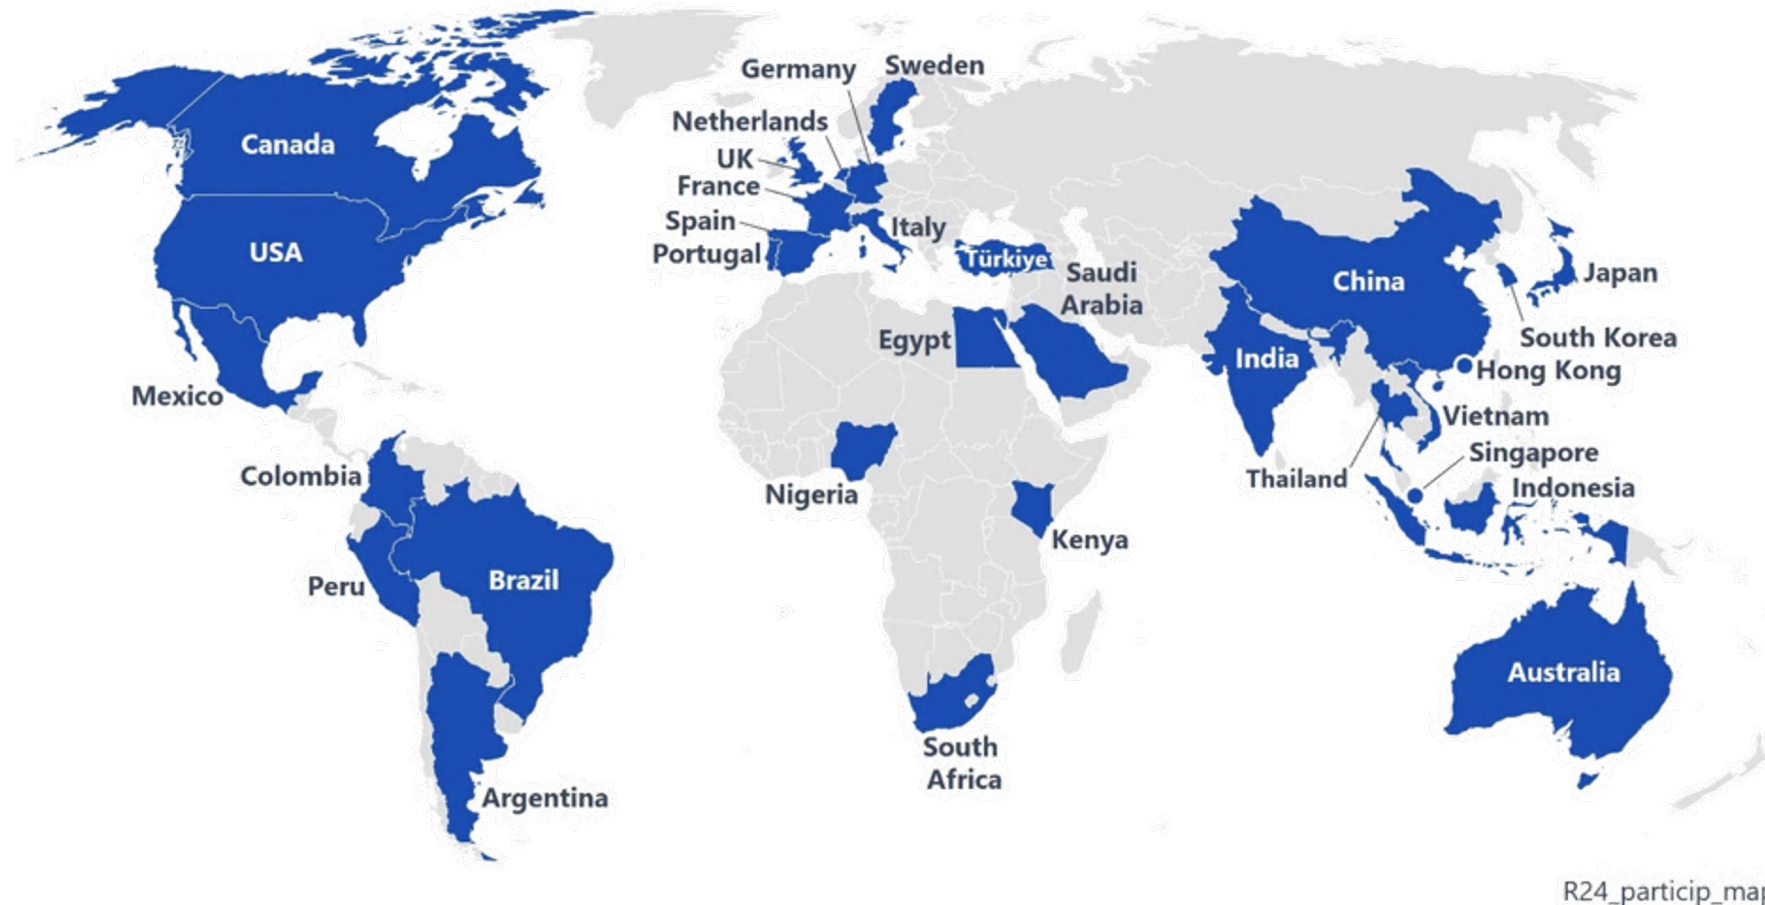 Germany
Sweden
Netherlands
UK
France
Spain
Portugal
Italy
Türkiye
Canada
USA
Mexico
Saudi
Arabia
Egypt
China
Japan
South Korea
Hong Kong
India
Vietnam
Singapore
Thailand
Indonesia
Colombia
Nigeria
Kenya
Peru
Brazil
Australia
South
Africa
Argentina
R24_particip_map